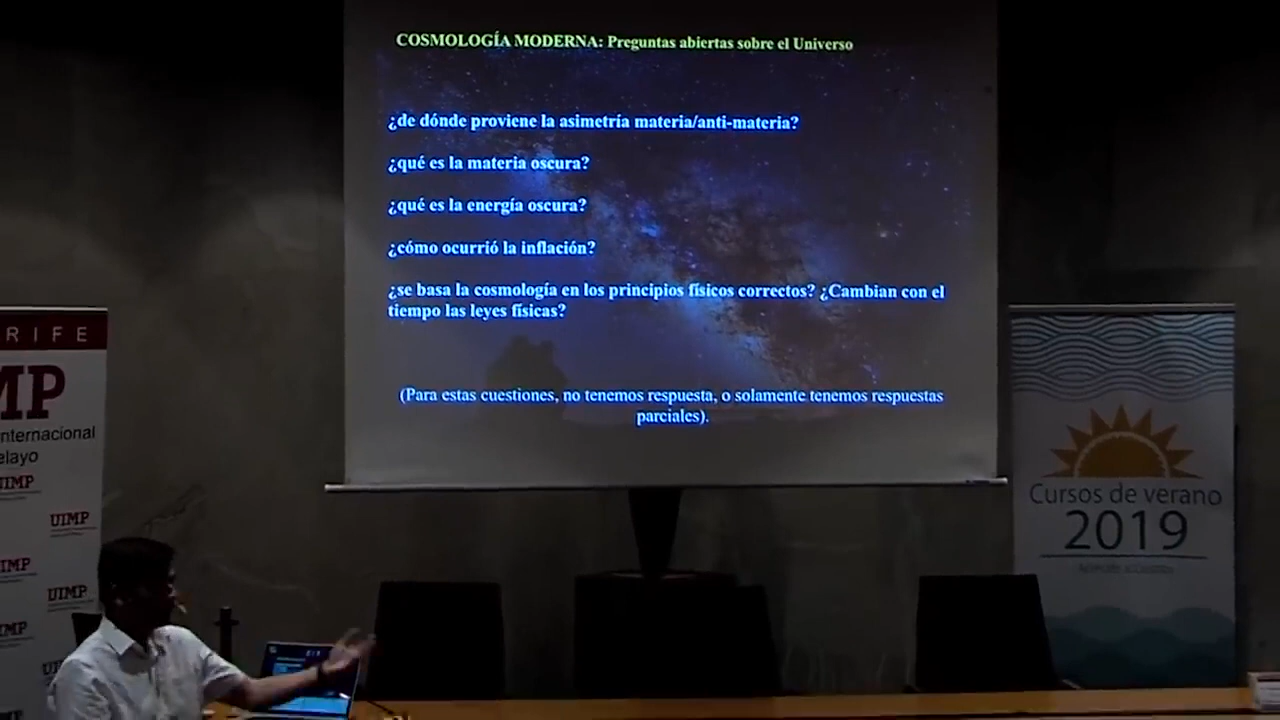 COSMOLOGÍA MODERNA: Preguntas abiertas sobre el Universo
¿de dónde proviene la asimetría materia/anti-materia?
¿qué es la materia oscura?
¿qué es la energía oscura?
¿cómo ocurrió la inflación?
¿se basa la cosmología en los principios físicos correctos? ¿Cambian con el
tiempo las leyes físicas?
(Para estas cuestiones, no tenemos respuesta, o solamente tenemos respuestas
parciales).
RIFE
MP
nternacional
elayo
UIMP
UIMP
UIMP
UIMP
Cursos de verano
2019